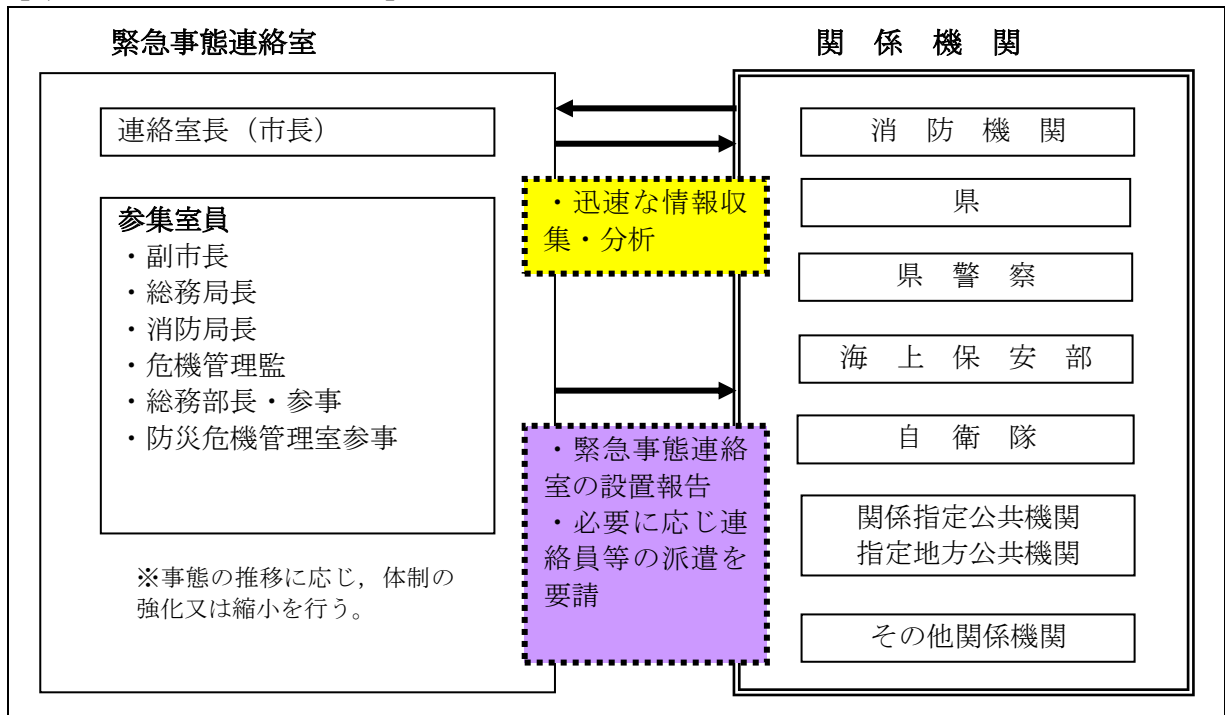 緊急事態連絡室
連絡室長（市長）
参集室員
・副市長
・総務局長
・消防局長
・危機管理監
・総務部長・参事
・防災危機管理室参事
※事態の推移に応じ，体制の
強化又は縮小を行う。
・迅速な情報収
集・分析
・緊急事態連絡
室の設置報告
・必要に応じ連
絡員等の派遣を
要請
関係機関
消防機関
県
県警察
海上保安部
自衛隊
関係指定公共機関
指定地方公共機関
その他関係機関